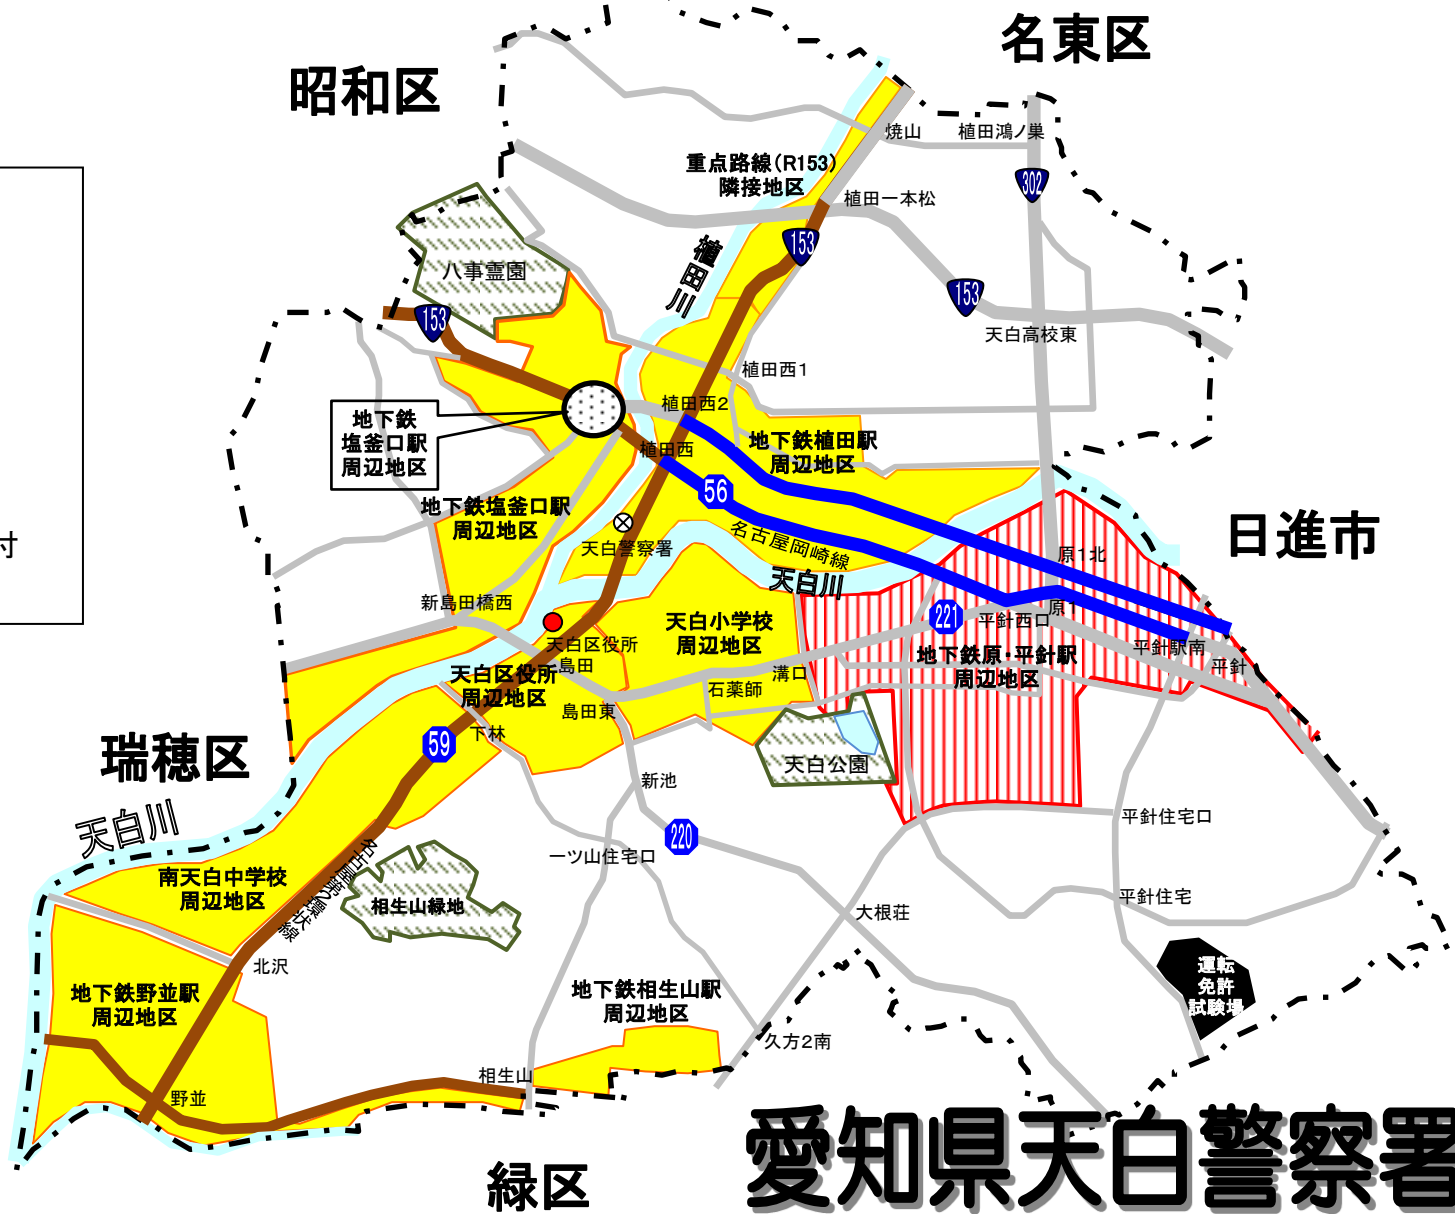 名東区
昭和区
焼山
植田鴻ノ巣
重点路線(R153)
隣接地区
302
植田一本松
153
植田川
八事霊園
153
153
天白高校東
植田西1
植田西2
地下鉄
塩釜口駅
周辺地区
植田西
地下鉄植田駅
周辺地区
56
地下鉄塩釜口駅
周辺地区
名古屋岡崎線
日進市
村
天白警察署
原1北
天白川
新島田橋西
221
原1
平針西口
天白区役所
天白小学校
周辺地区
平針駅南
地下鉄原・平針駅
周辺地区
平針
島田
天白区役所
周辺地区
溝口
石薬師
島田東
下林
59
瑞穂区
天白公園
新池
天白川
220
平針住宅口
一ツ山住宅口
南天白中学校
周辺地区
平針住宅
相生山緑地
大根荘
北沢
運転
免許
試験場
地下鉄野並駅
周辺地区
地下鉄相生山駅
周辺地区
久方2南
相生山
野並
緑区
愛知県天白警察署